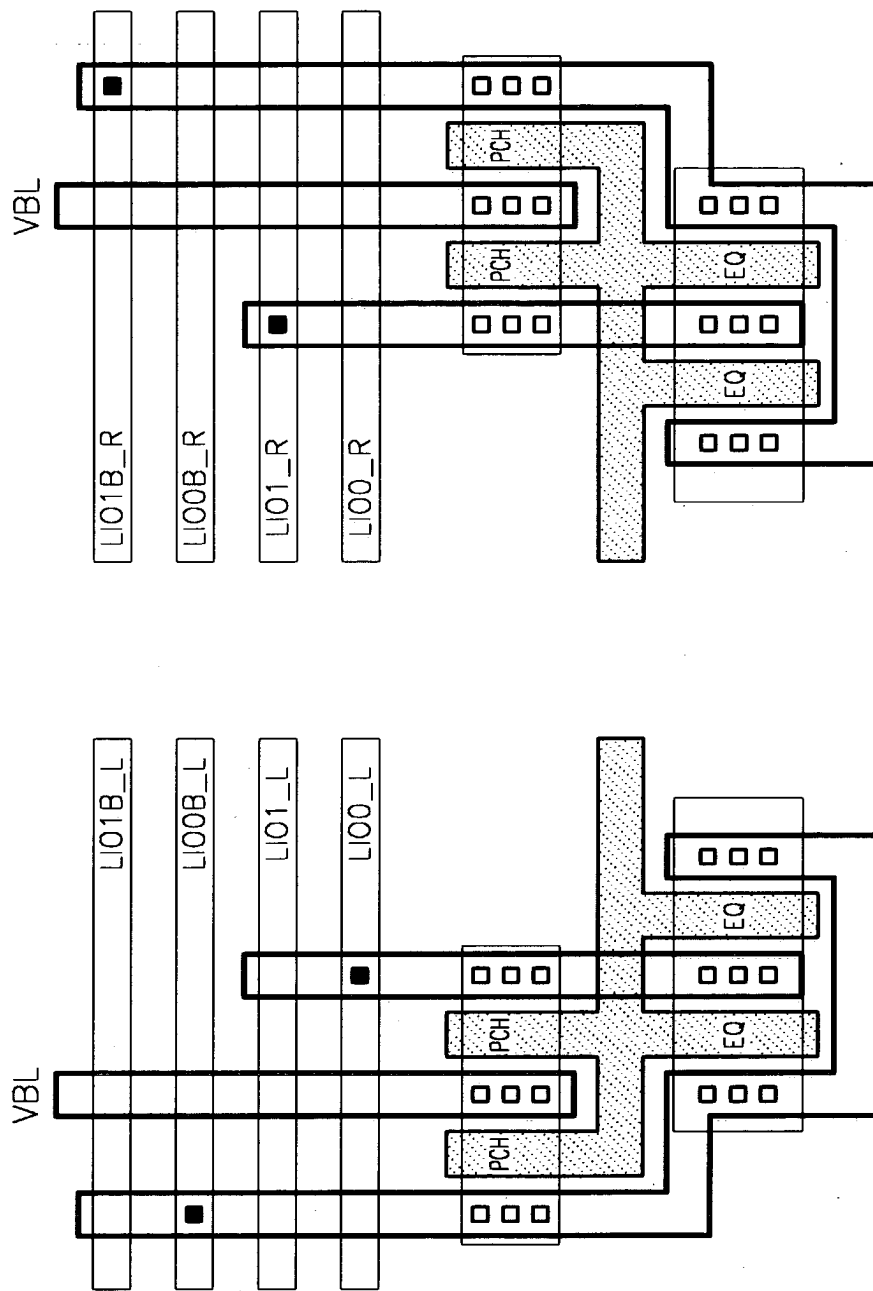 VBL
LIO1B_R
LIO0B_R
LIO1_R
LIO0_R
PCH
PCH
EQ
EQ
VBL
LIO1B_L
LIO0B_L
LIO1_L
LIO0_L
PCH
PCH
EQ
EQ